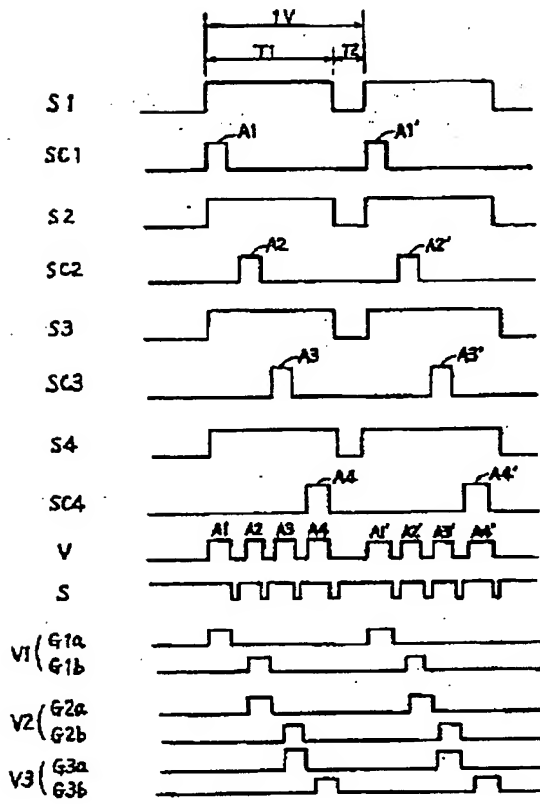 1V
T1 T2
S1
A1 A1'
SC1
S2
A2 A2'
SC2
S3
A3 A3'
SC3
S4
A4 A4'
SC4
A1 A2 A3 A4 A1' A2' A3' A4'
V
S
V1 ( G1a
G1b
V2 ( G2a
G2b
V3 ( G3a
G3b